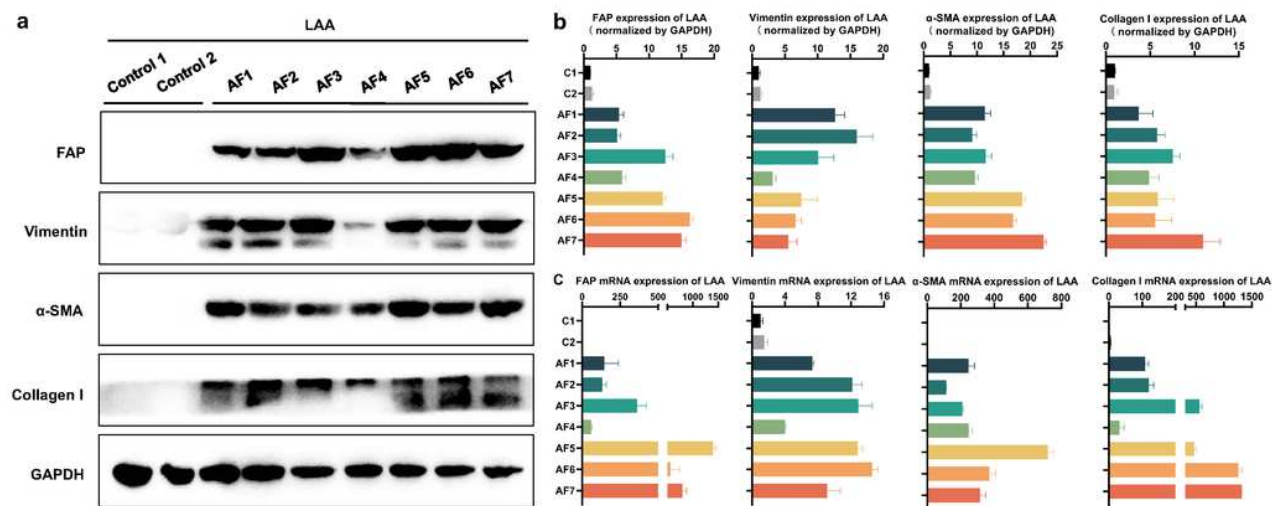 a
LAA
Control 1
Control 2
AF1
AF2
AF3
AF4
AF5
AF6
AF7
FAP
Vimentin
α-SMA
Collagen I
GAPDH
b
FAP expression of LAA
( normalized by GAPDH)
0 5 10 15 20
Vimentin expression of LAA
( normalized by GAPDH)
0 5 10 15 20
α-SMA expression of LAA
( normalized by GAPDH)
0 5 10 15 20 25
Collagen I expression of LAA
( normalized by GAPDH)
0 5 10 15
C1
C2
AF1
AF2
AF3
AF4
AF5
AF6
AF7
C
FAP mRNA expression of LAA
0 250 500 1000 1500
Vimentin mRNA expression of LAA
0 4 8 12 16
α-SMA mRNA expression of LAA
0 200 400 600 800
Collagen I mRNA expression of LAA
0 100 200 500 1000 1500
C1
C2
AF1
AF2
AF3
AF4
AF5
AF6
AF7